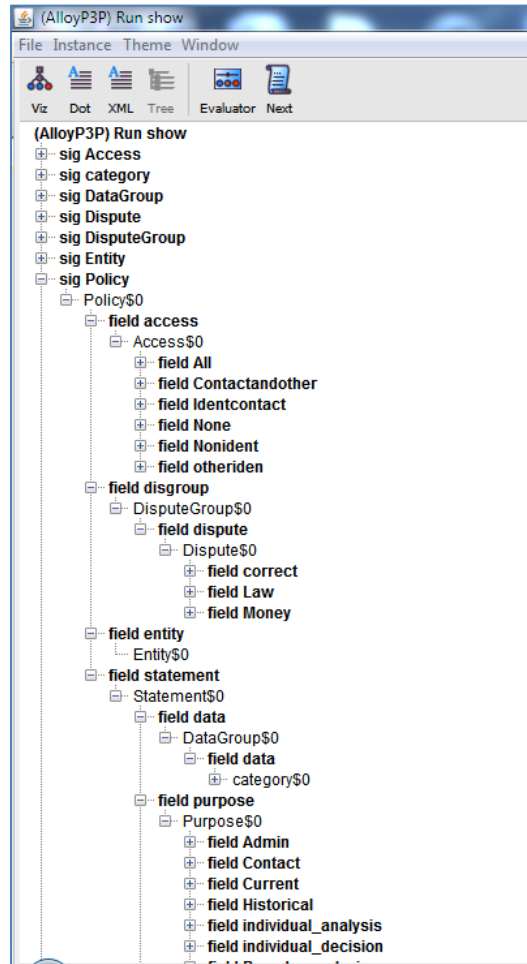 (AlloyP3P) Run show
File Instance Theme Window
Viz Dot XML Tree Evaluator Next
(AlloyP3P) Run show
sig Access
sig category
sig DataGroup
sig Dispute
sig DisputeGroup
sig Entity
sig Policy
Policy$0
field access
Access$0
field All
field Contactandother
field Identcontact
field None
field Nonident
field otheriden
field disgroup
DisputeGroup$0
field dispute
Dispute$0
field correct
field Law
field Money
field entity
Entity$0
field statement
Statement$0
field data
DataGroup$0
field data
category$0
field purpose
Purpose$0
field Admin
field Contact
field Current
field Historical
field individual_analysis
field individual_decision